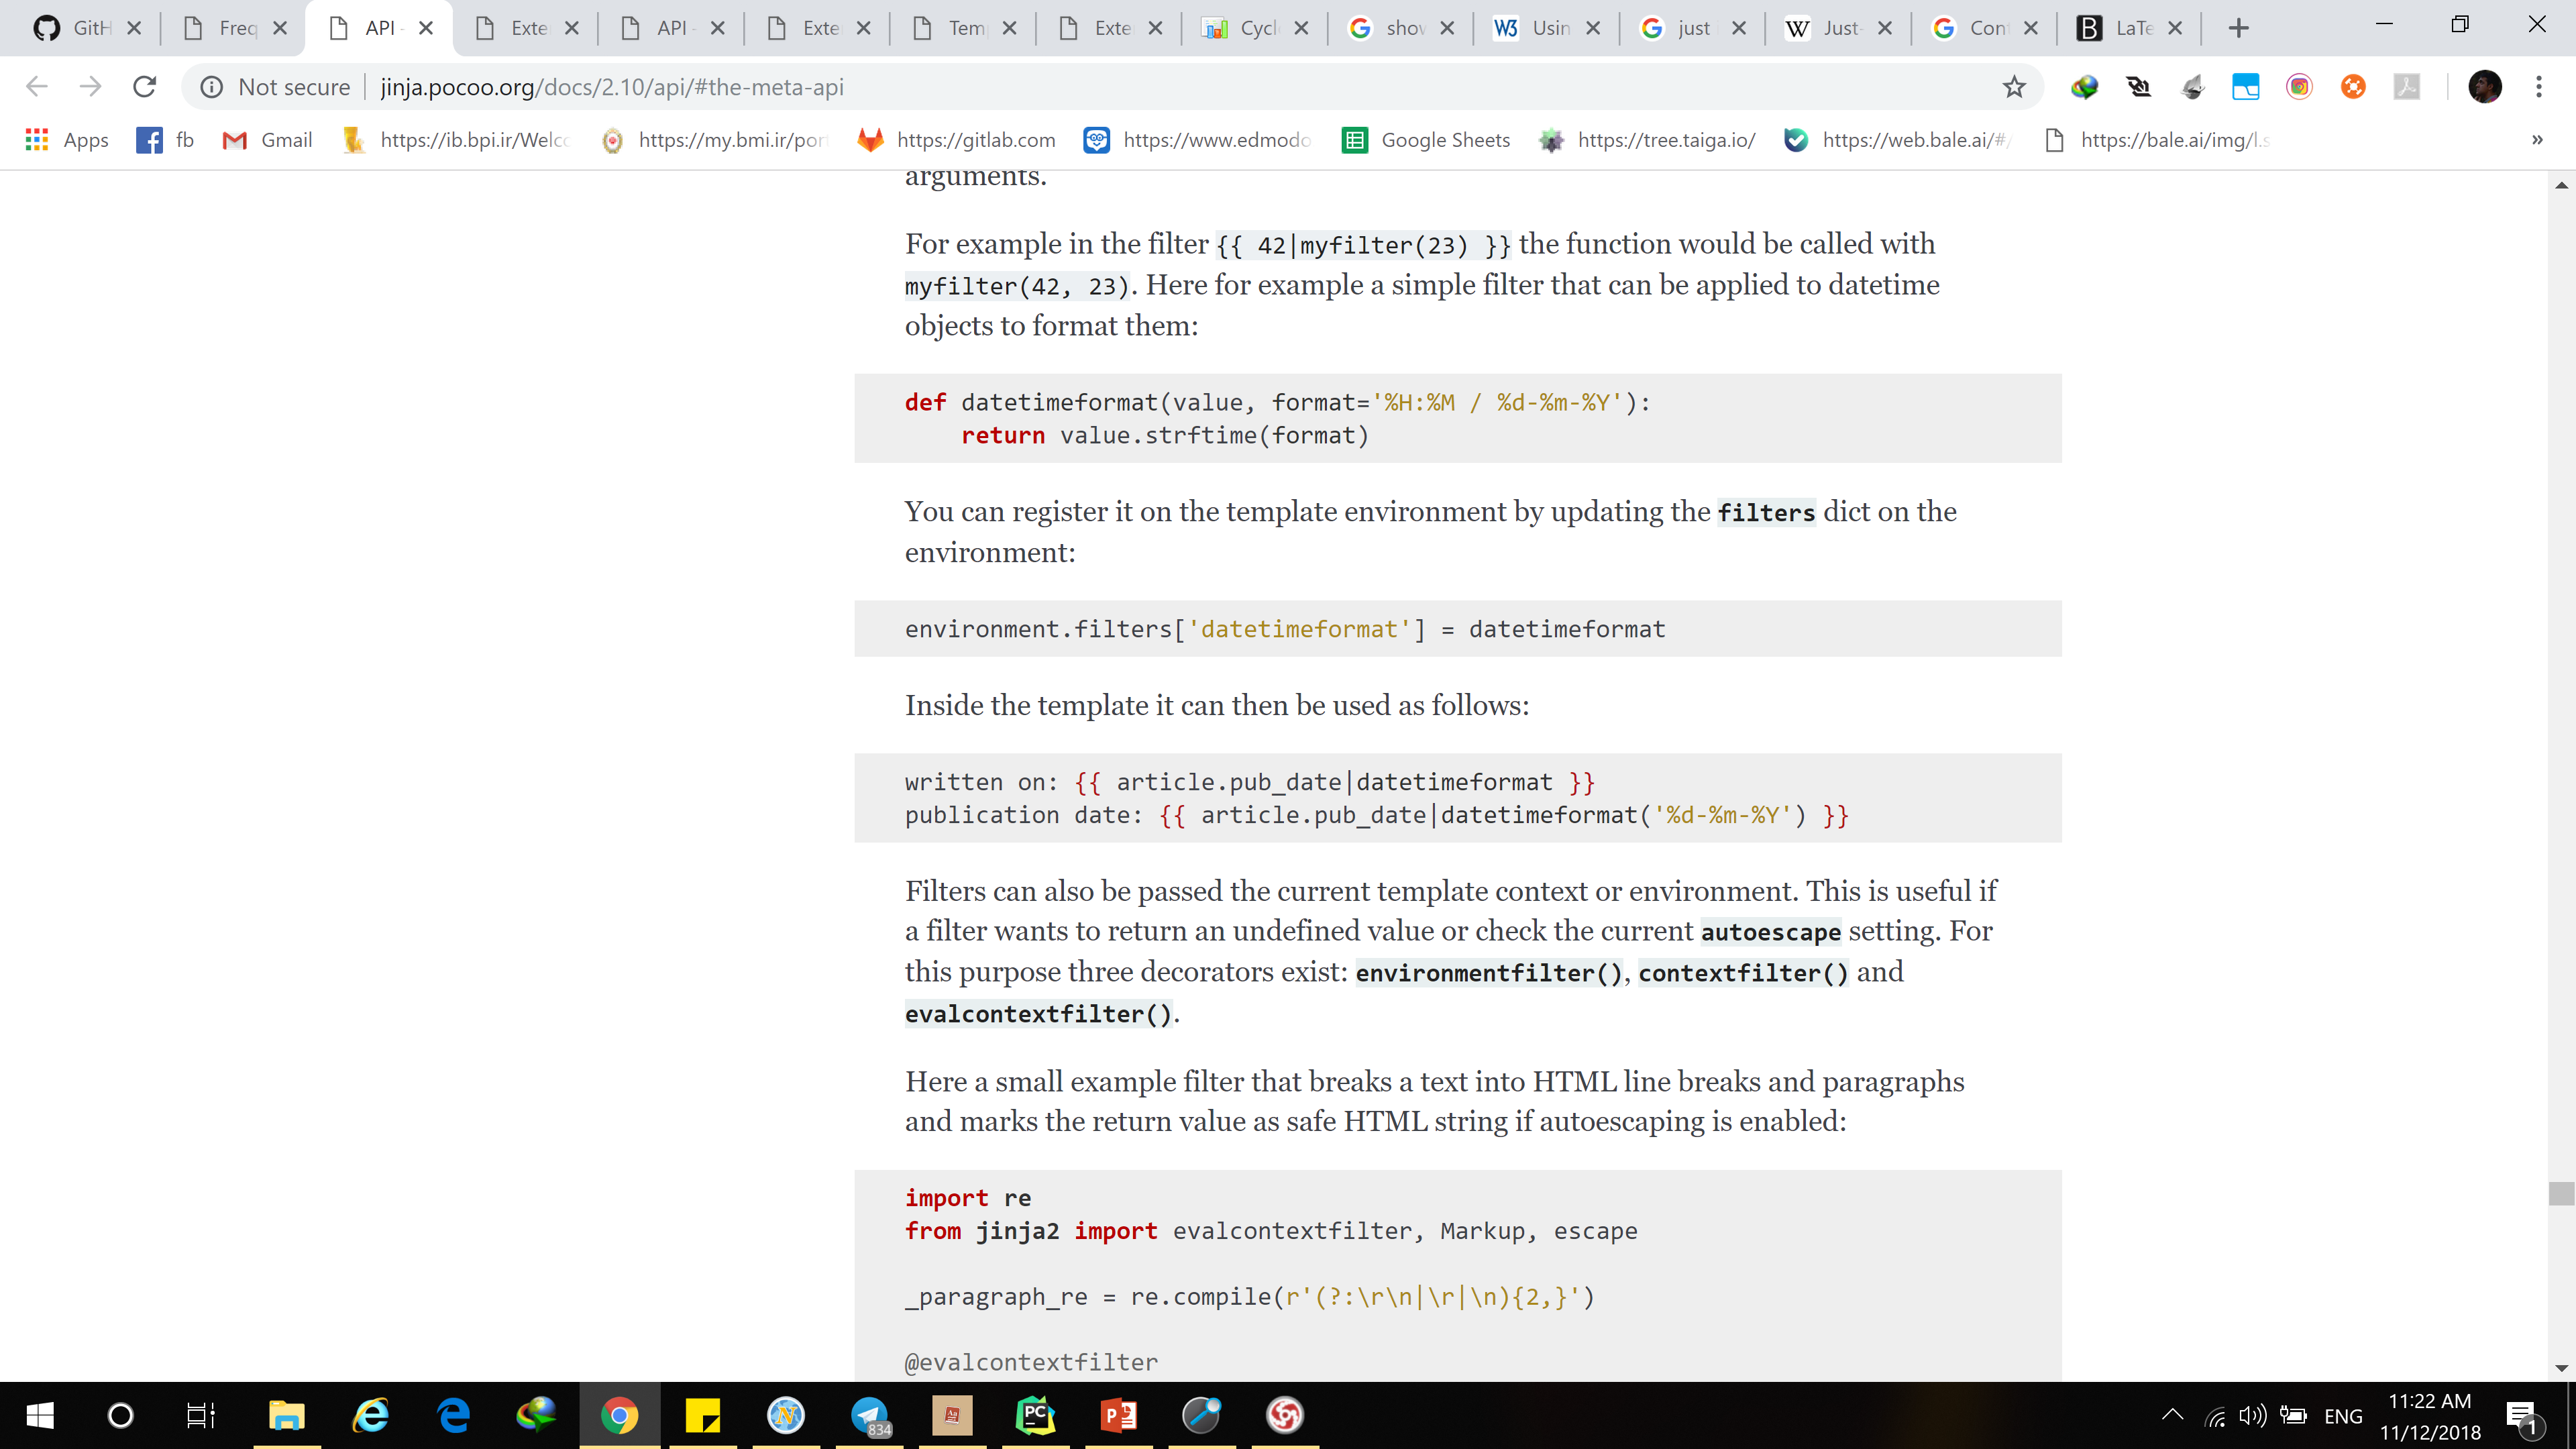 GitH
Freq
API -
Exte
API -
Exte
Tem
Exte
Cycl
show
Usin
just
Just-
Con
LaTe
Not secure
jinja.pocoo.org/docs/2.10/api/#the-meta-api
Apps
fb
Gmail
https://ib.bpi.ir/Welc
https://my.bmi.ir/por
https://gitlab.com
https://www.edmodo
Google Sheets
https://tree.taiga.io/
https://web.bale.ai/#/
https://bale.ai/img/l.s
»
arguments.
For example in the filter {{ 42|myfilter(23) }} the function would be called with
myfilter(42, 23). Here for example a simple filter that can be applied to datetime
objects to format them:
def datetimeformat(value, format='%H:%M / %d-%m-%Y'):
    return value.strftime(format)
You can register it on the template environment by updating the filters dict on the
environment:
environment.filters['datetimeformat'] = datetimeformat
Inside the template it can then be used as follows:
written on: {{ article.pub_date|datetimeformat }}
publication date: {{ article.pub_date|datetimeformat('%d-%m-%Y') }}
Filters can also be passed the current template context or environment. This is useful if
a filter wants to return an undefined value or check the current autoescape setting. For
this purpose three decorators exist: environmentfilter(), contextfilter() and
evalcontextfilter().
Here a small example filter that breaks a text into HTML line breaks and paragraphs
and marks the return value as safe HTML string if autoescaping is enabled:
import re
from jinja2 import evalcontextfilter, Markup, escape
_paragraph_re = re.compile(r'(?:\r\n|\r|\n){2,}')
@evalcontextfilter
834
ENG
11:22 AM
11/12/2018
1